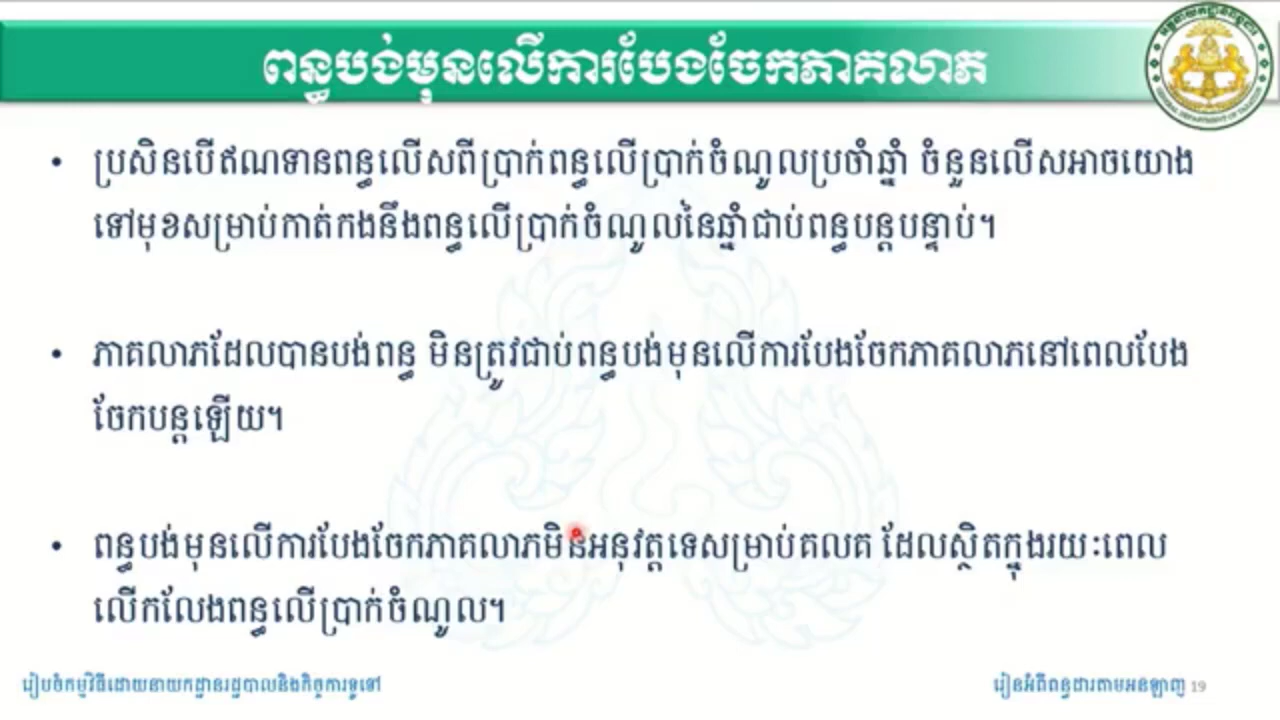 ពន្ធបង់មុនលើការបែងចែកភាគលាភ
• ប្រសិនបើឥណទានពន្ធលើសពីប្រាក់ពន្ធលើប្រាក់ចំណូលប្រចាំឆ្នាំ ចំនួនលើសអាចយោង
ទៅមុខសម្រាប់កាត់កងនឹងពន្ធលើប្រាក់ចំណូលនៃឆ្នាំជាប់ពន្ធបន្តបន្ទាប់។
• ភាគលាភដែលបានបង់ពន្ធ មិនត្រូវជាប់ពន្ធបង់មុនលើការបែងចែកភាគលាភនៅពេលបែង
ចែកបន្តឡើយ។
• ពន្ធបង់មុនលើការបែងចែកភាគលាភមិនអនុវត្តទេសម្រាប់គលគ ដែលស្ថិតក្នុងរយៈពេល
លើកលែងពន្ធលើប្រាក់ចំណូល។
រៀបចំកម្មវិធីដោយនាយកដ្ឋានរដ្ឋបាលនិងកិច្ចការទូទៅ
រៀនអំពីពន្ធដារតាមអនឡាញ 19